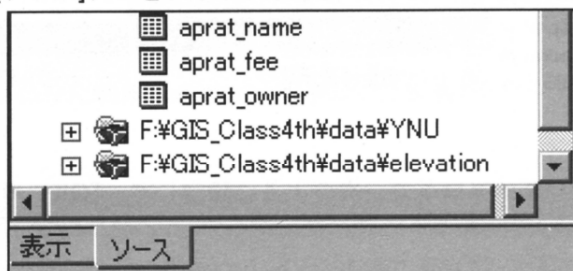 aprat_name
aprat_fee
aprat_owner
F:¥GIS_Class4th¥data¥YNU
F:¥GIS_Class4th¥data¥elevation
表示 ソース